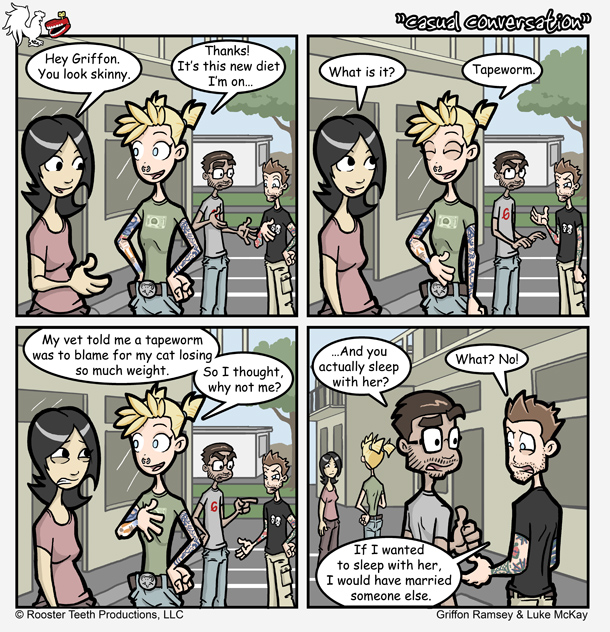 "casual conversation"
Hey Griffon.
You look skinny.
Thanks!
It's this new diet
I'm on...
What is it?
Tapeworm.
My vet told me a tapeworm
was to blame for my cat losing
so much weight.
So I thought,
why not me?
...And you
actually sleep
with her?
What? No!
If I wanted
to sleep with her,
I would have married
someone else.
© Rooster Teeth Productions, LLC
Griffon Ramsey & Luke McKay